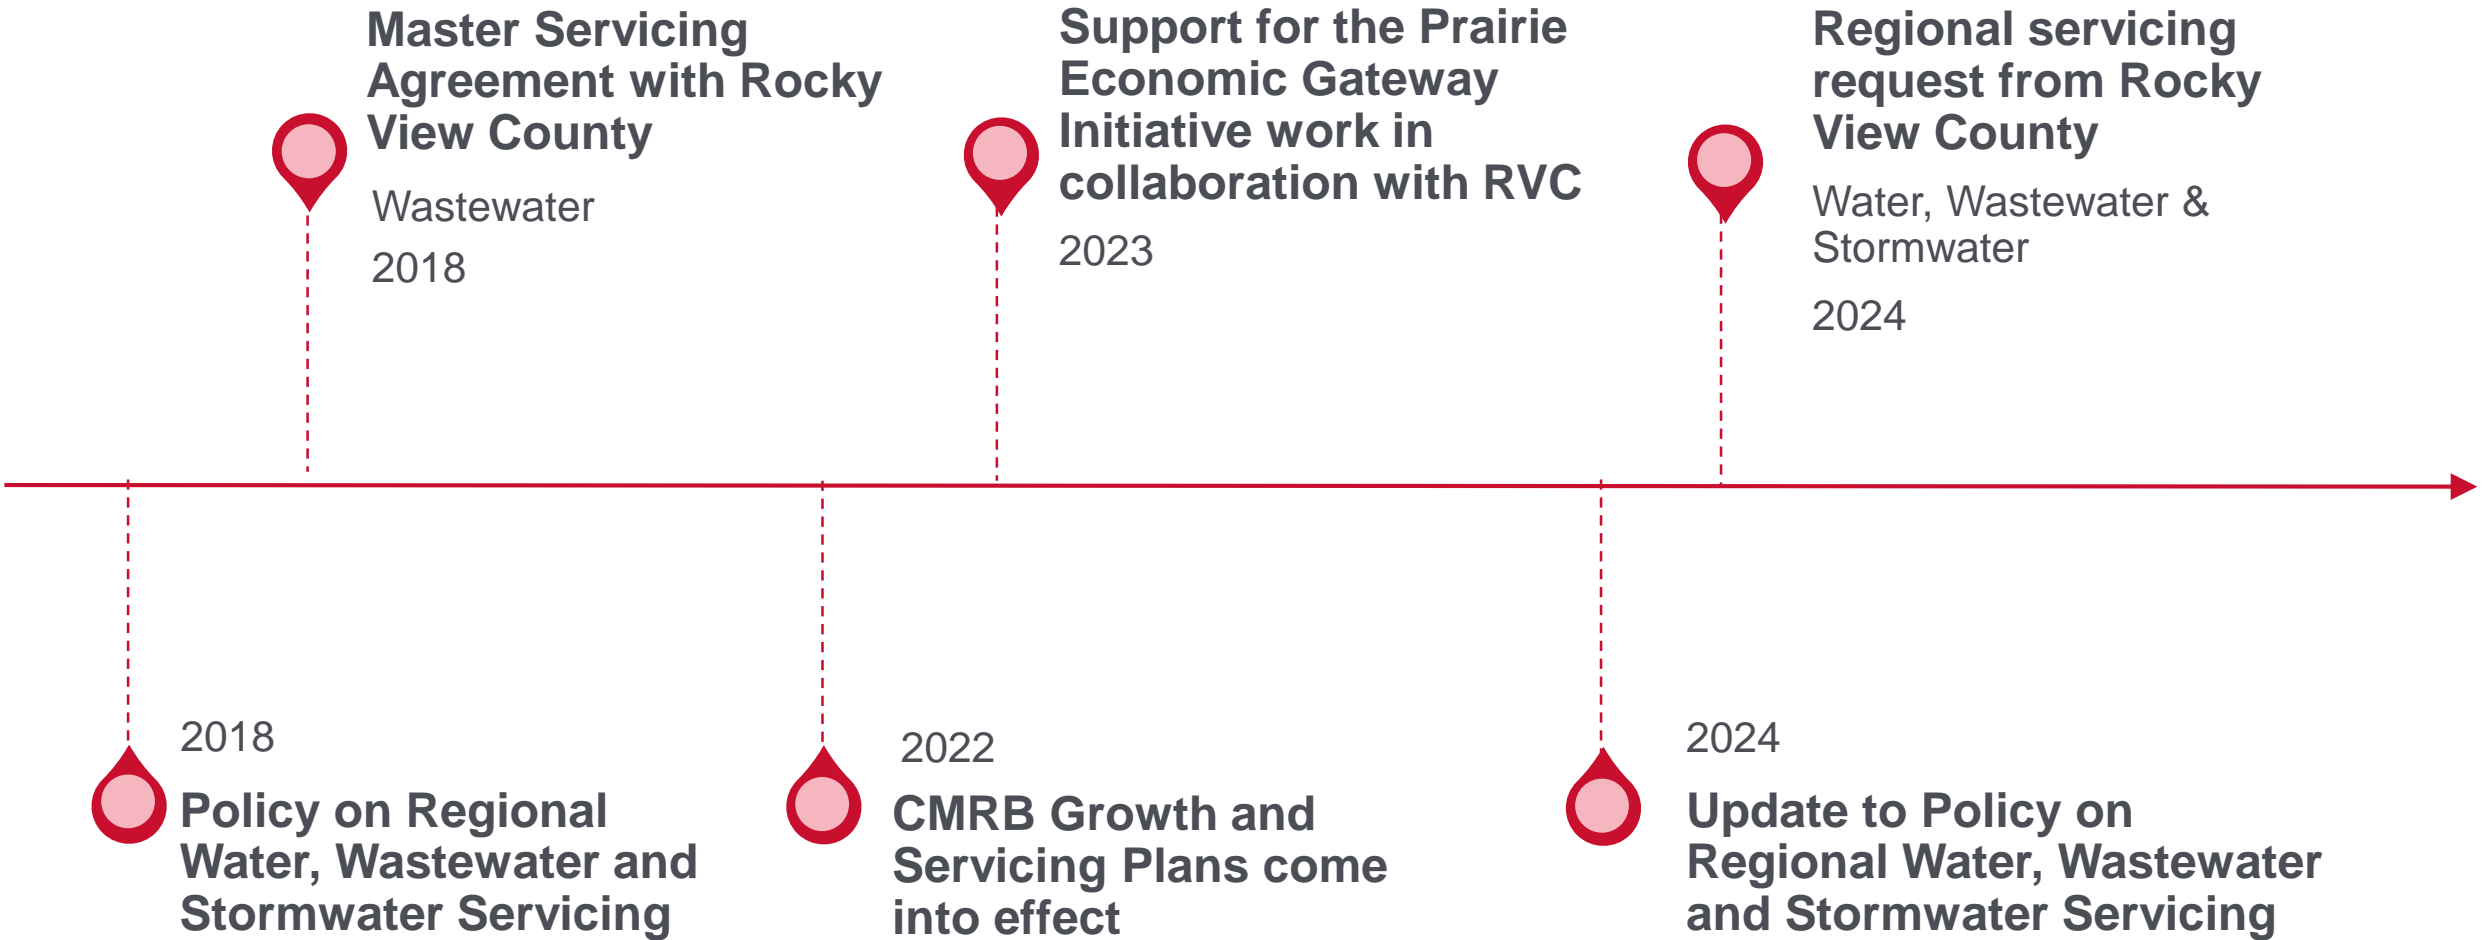 Master Servicing
Agreement with Rocky
View County
Wastewater
2018
Support for the Prairie
Economic Gateway
Initiative work in
collaboration with RVC
2023
Regional servicing
request from Rocky
View County
Water, Wastewater &
Stormwater
2024
2018
Policy on Regional
Water, Wastewater and
Stormwater Servicing
2022
CMRB Growth and
Servicing Plans come
into effect
2024
Update to Policy on
Regional Water, Wastewater
and Stormwater Servicing